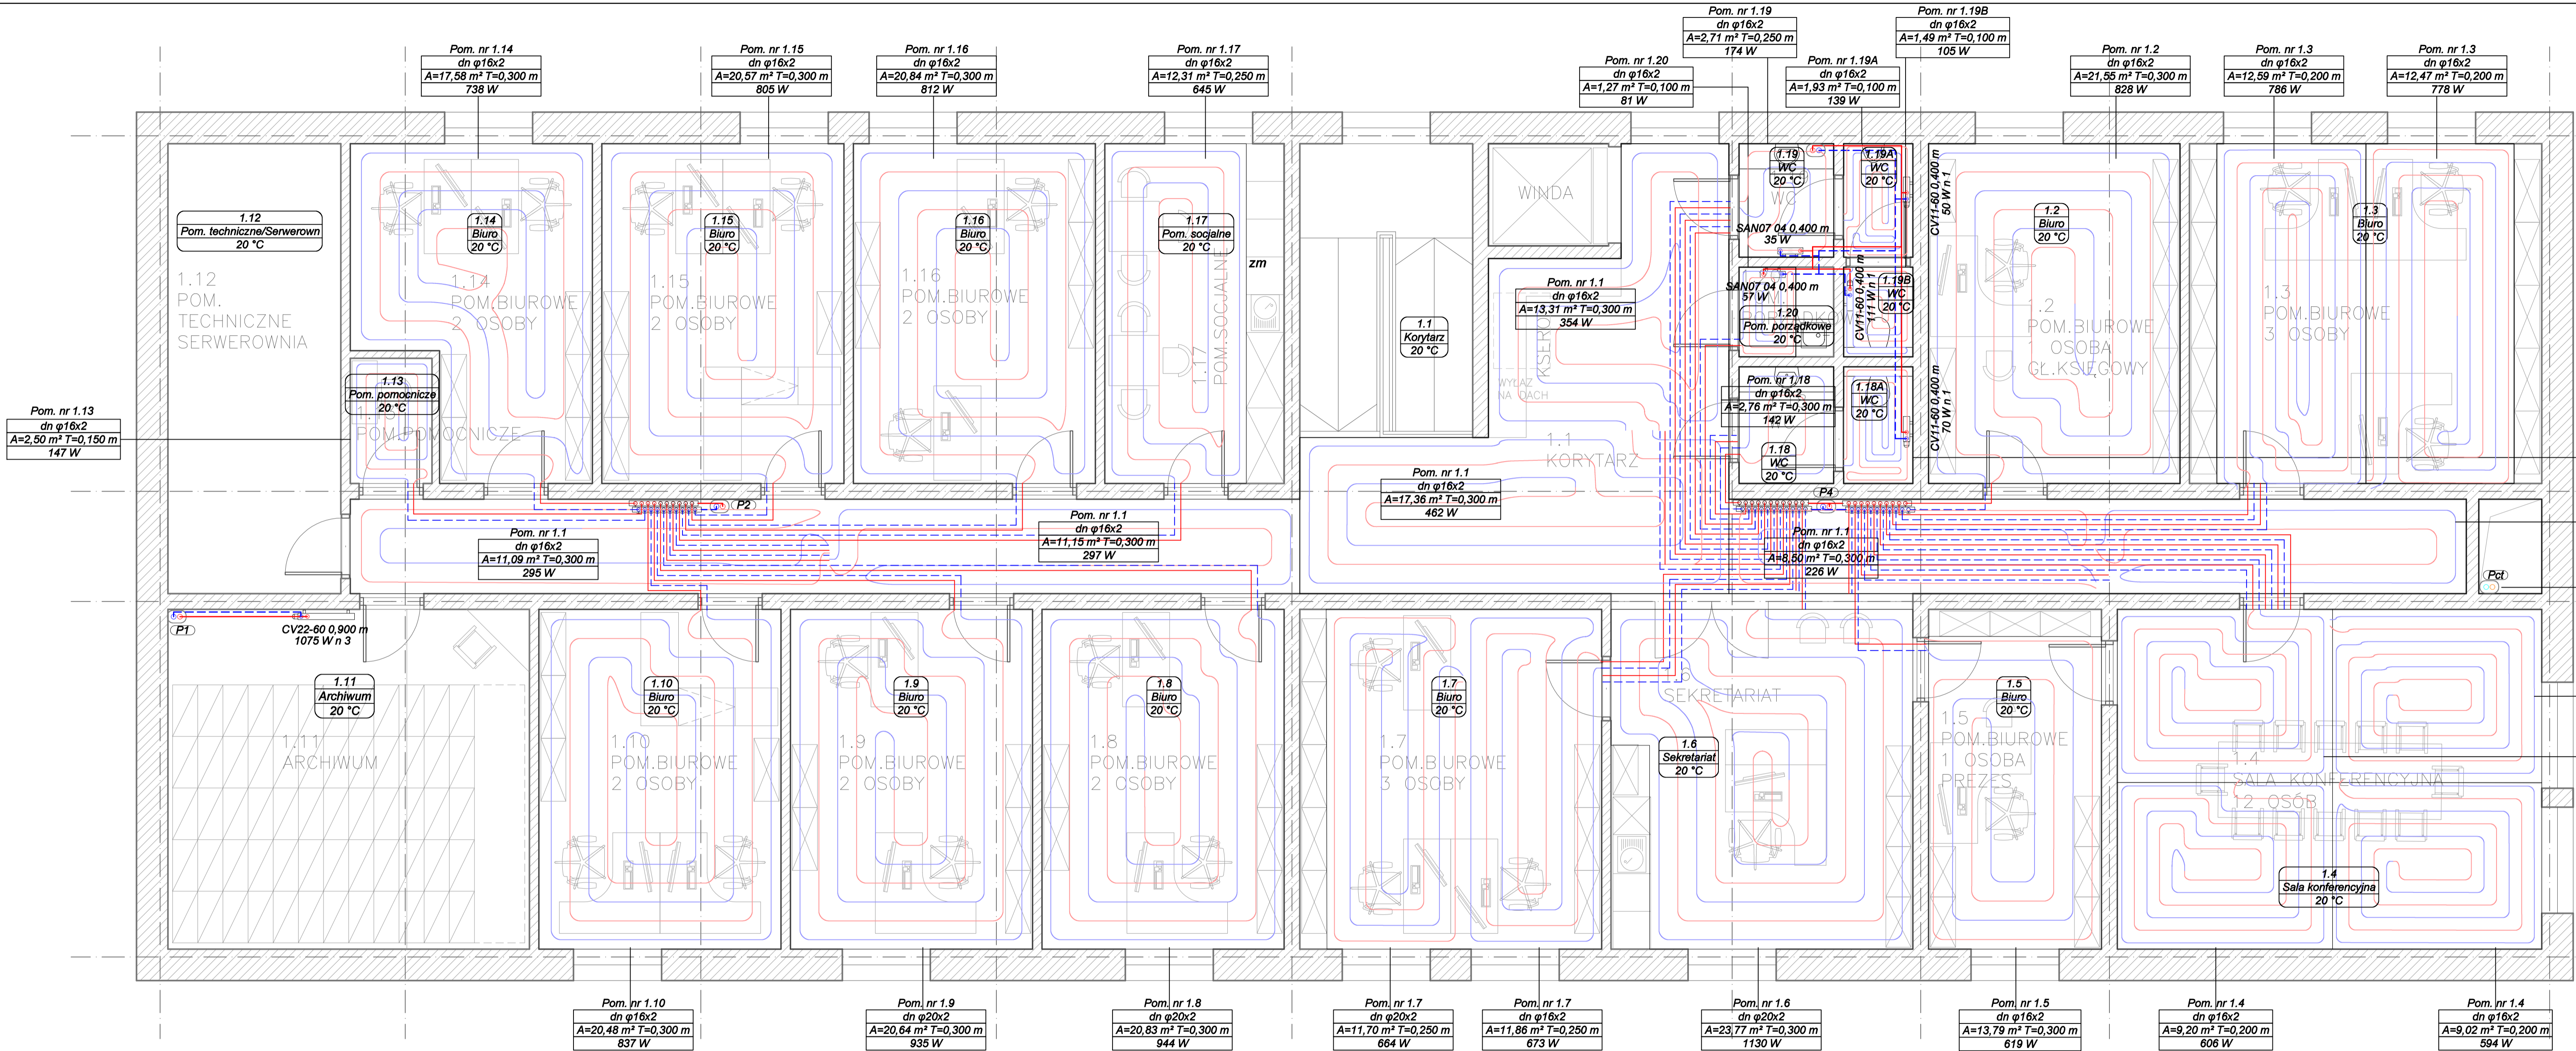 Pom. nr 1.14
dn φ16x2
A=17,58 m² T=0,300 m
738 W
Pom. nr 1.15
dn φ16x2
A=20,57 m² T=0,300 m
805 W
Pom. nr 1.16
dn φ16x2
A=20,84 m² T=0,300 m
812 W
Pom. nr 1.17
dn φ16x2
A=12,31 m² T=0,250 m
645 W
Pom. nr 1.20
dn φ16x2
A=1,27 m² T=0,100 m
81 W
Pom. nr 1.19
dn φ16x2
A=2,71 m² T=0,250 m
174 W
Pom. nr 1.19A
dn φ16x2
A=1,93 m² T=0,100 m
139 W
Pom. nr 1.19B
dn φ16x2
A=1,49 m² T=0,100 m
105 W
Pom. nr 1.2
dn φ16x2
A=21,55 m² T=0,300 m
828 W
Pom. nr 1.3
dn φ16x2
A=12,59 m² T=0,200 m
786 W
Pom. nr 1.3
dn φ16x2
A=12,47 m² T=0,200 m
778 W
1.12
Pom. techniczne/Serwerown
20 °C
1.12
POM.
TECHNICZNE
SERWEROWNIA
1.14
Biuro
20 °C
1.14
POM.BIUROWE
2 OSOBY
1.15
Biuro
20 °C
1.15
POM.BIUROWE
2 OSOBY
1.16
Biuro
20 °C
1.16
POM.BIUROWE
2 OSOBY
1.17
Pom. socjalne
20 °C
1.17 POM.SOCJALNE
zm
WINDA
1.1
Korytarz
20 °C
KSERO
WYŁAZ
NA DACH
Pom. nr 1.1
dn φ16x2
A=13,31 m² T=0,300 m
354 W
1.1
KORYTARZ
1.19
WC
20 °C
WC
1.19A
WC
20 °C
SAN07 04 0,400 m
35 W
CV11-60 0,400 m
50 W n 1
SAN07 04 0,400 m
57 W
CV11-60 0,400 m
111 W n 1
1.19B
WC
20 °C
1.20
Pom. porządkowe
20 °C
Pom. nr 1.18
dn φ16x2
A=2,76 m² T=0,300 m
142 W
1.18A
WC
20 °C
CV11-60 0,400 m
70 W n 1
1.18
WC
20 °C
1.2
Biuro
20 °C
1.2
POM.BIUROWE
1 OSOBA
GŁ.KSIĘGOWY
1.3
Biuro
20 °C
1.3
POM.BIUROWE
3 OSOBY
1.13
Pom. pomocnicze
20 °C
POM.POMOCNICZE
Pom. nr 1.13
dn φ16x2
A=2,50 m² T=0,150 m
147 W
P2
P4
Pom. nr 1.1
dn φ16x2
A=11,09 m² T=0,300 m
295 W
Pom. nr 1.1
dn φ16x2
A=11,15 m² T=0,300 m
297 W
Pom. nr 1.1
dn φ16x2
A=17,36 m² T=0,300 m
462 W
Pom. nr 1.1
dn φ16x2
A=8,50 m² T=0,300 m
226 W
Pct
P1
CV22-60 0,900 m
1075 W n 3
1.11
Archiwum
20 °C
1.11
ARCHIWUM
1.10
Biuro
20 °C
1.10
POM.BIUROWE
2 OSOBY
1.9
Biuro
20 °C
1.9
POM.BIUROWE
2 OSOBY
1.8
Biuro
20 °C
1.8
POM.BIUROWE
2 OSOBY
1.7
Biuro
20 °C
1.7
POM.BIUROWE
3 OSOBY
SEKRETARIAT
1.6
Sekretariat
20 °C
1.5
Biuro
20 °C
1.5
POM.BIUROWE
1 OSOBA
PREZES
1.4
SALA KONFERENCYJNA
12 OSÓB
1.4
Sala konferencyjna
20 °C
Pom. nr 1.10
dn φ16x2
A=20,48 m² T=0,300 m
837 W
Pom. nr 1.9
dn φ20x2
A=20,64 m² T=0,300 m
935 W
Pom. nr 1.8
dn φ20x2
A=20,83 m² T=0,300 m
944 W
Pom. nr 1.7
dn φ20x2
A=11,70 m² T=0,250 m
664 W
Pom. nr 1.7
dn φ16x2
A=11,86 m² T=0,250 m
673 W
Pom. nr 1.6
dn φ20x2
A=23,77 m² T=0,300 m
1130 W
Pom. nr 1.5
dn φ16x2
A=13,79 m² T=0,300 m
619 W
Pom. nr 1.4
dn φ16x2
A=9,20 m² T=0,200 m
606 W
Pom. nr 1.4
dn φ16x2
A=9,02 m² T=0,200 m
594 W